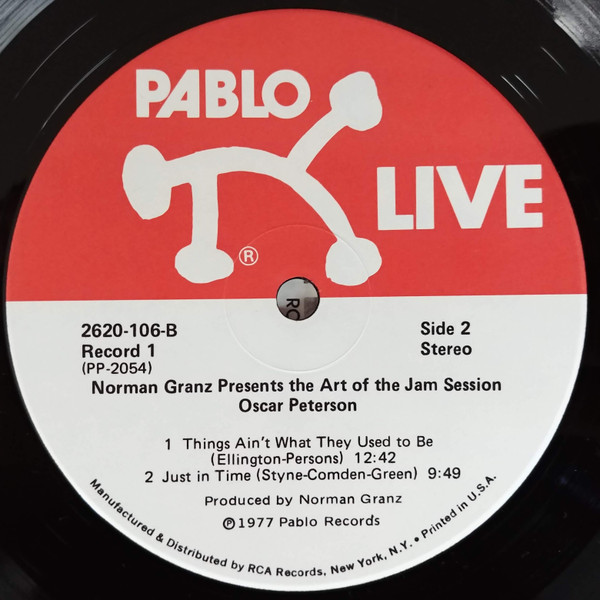 PABLO
LIVE
®
2620-106-B
Side 2
Record 1
Stereo
(PP-2054)
Norman Granz Presents the Art of the Jam Session
Oscar Peterson
1 Things Ain't What They Used to Be
(Ellington-Persons) 12:42
2 Just in Time (Styne-Comden-Green) 9:49
Produced by Norman Granz
℗1977 Pablo Records
Manufactured & Distributed by RCA Records, New York, N.Y. • Printed in U.S.A.